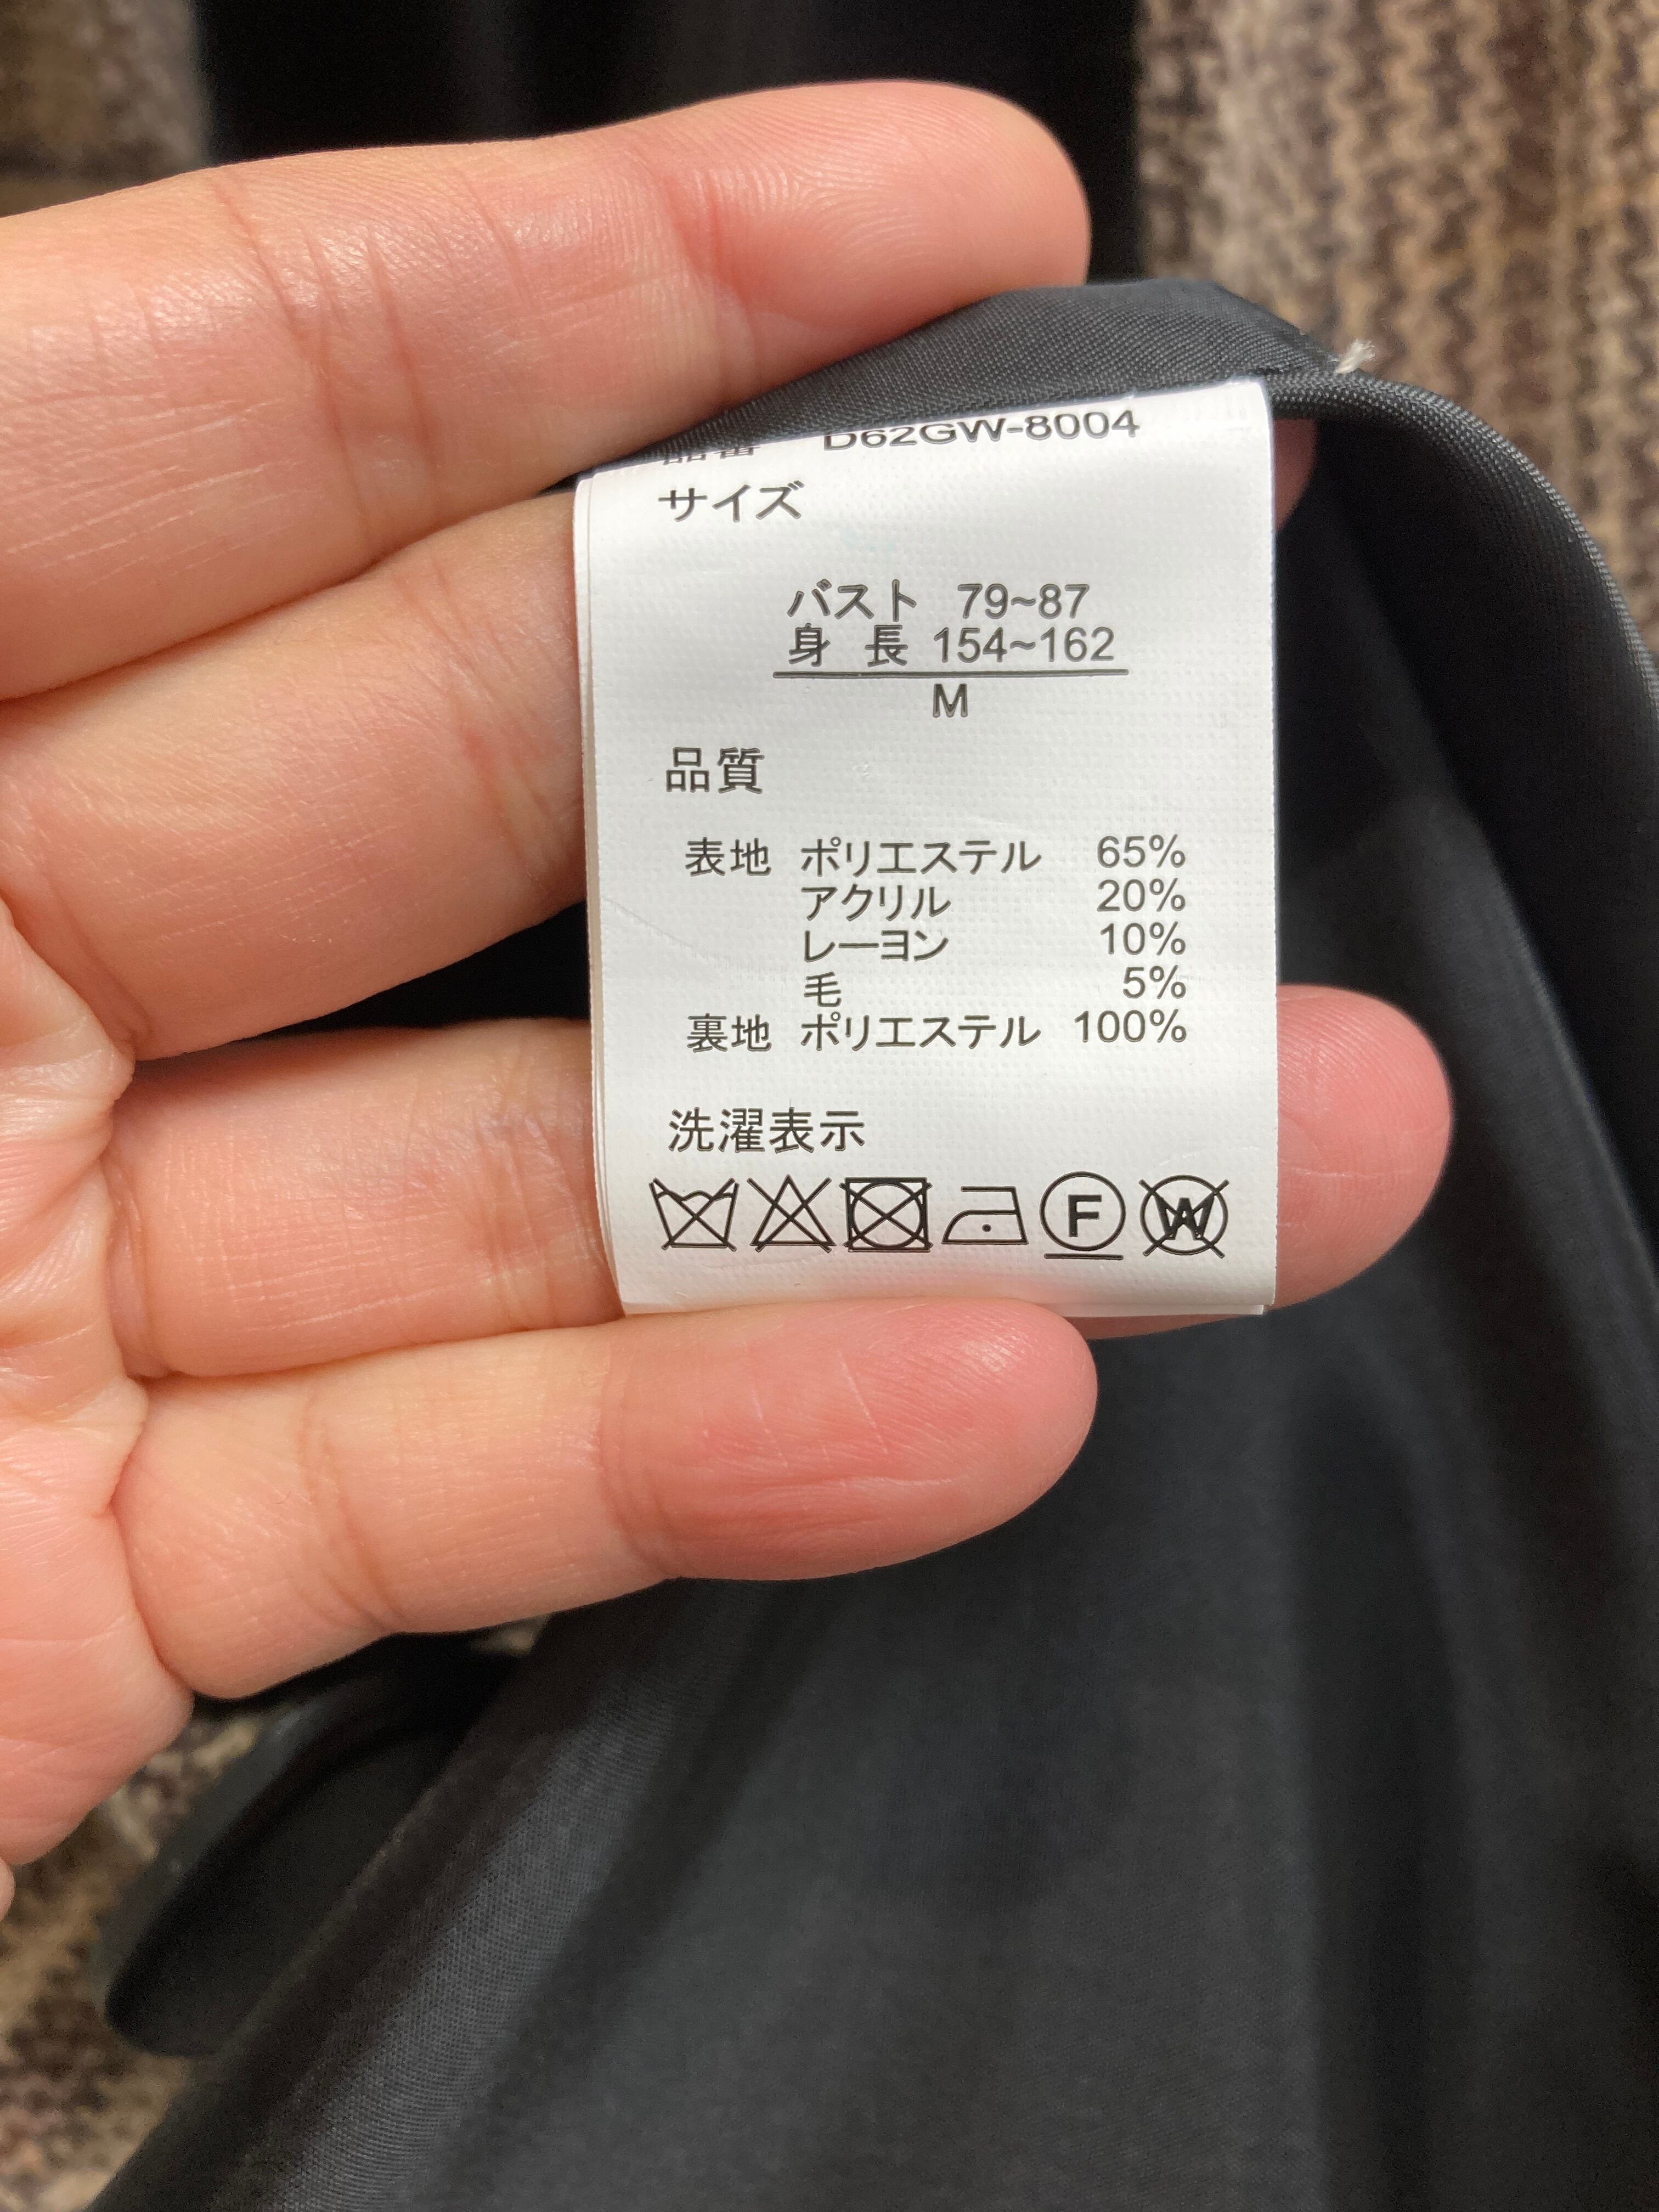 品番 D62GW-8004
サイズ
バスト 79~87
身 長 154~162
M
品質
表地 ポリエステル 65%
アクリル 20%
レーヨン 10%
毛 5%
裏地 ポリエステル 100%
洗濯表示
F W